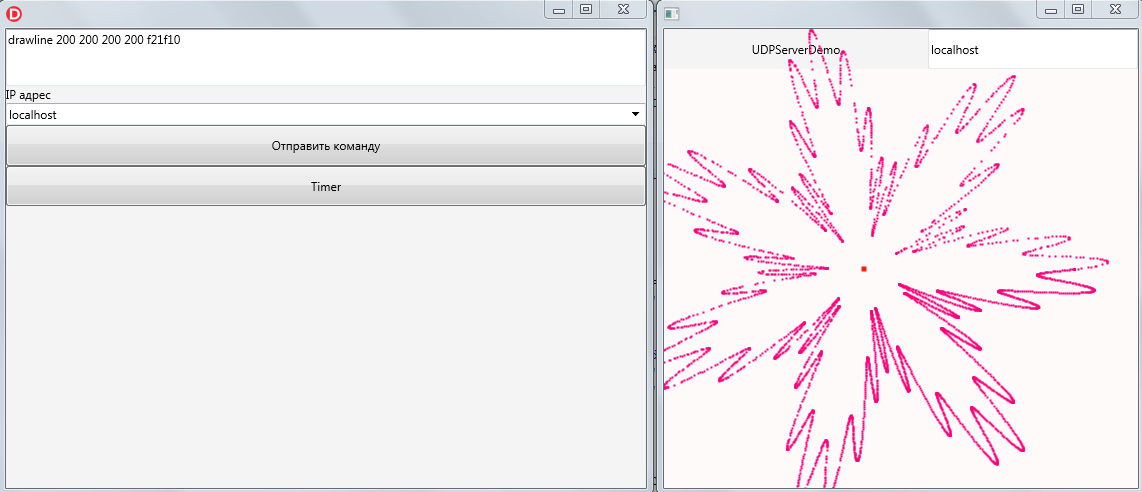 drawline 200 200 200 200 f21f10
IP адрес
localhost
Отправить команду
Timer
UDPServerDemo
localhost